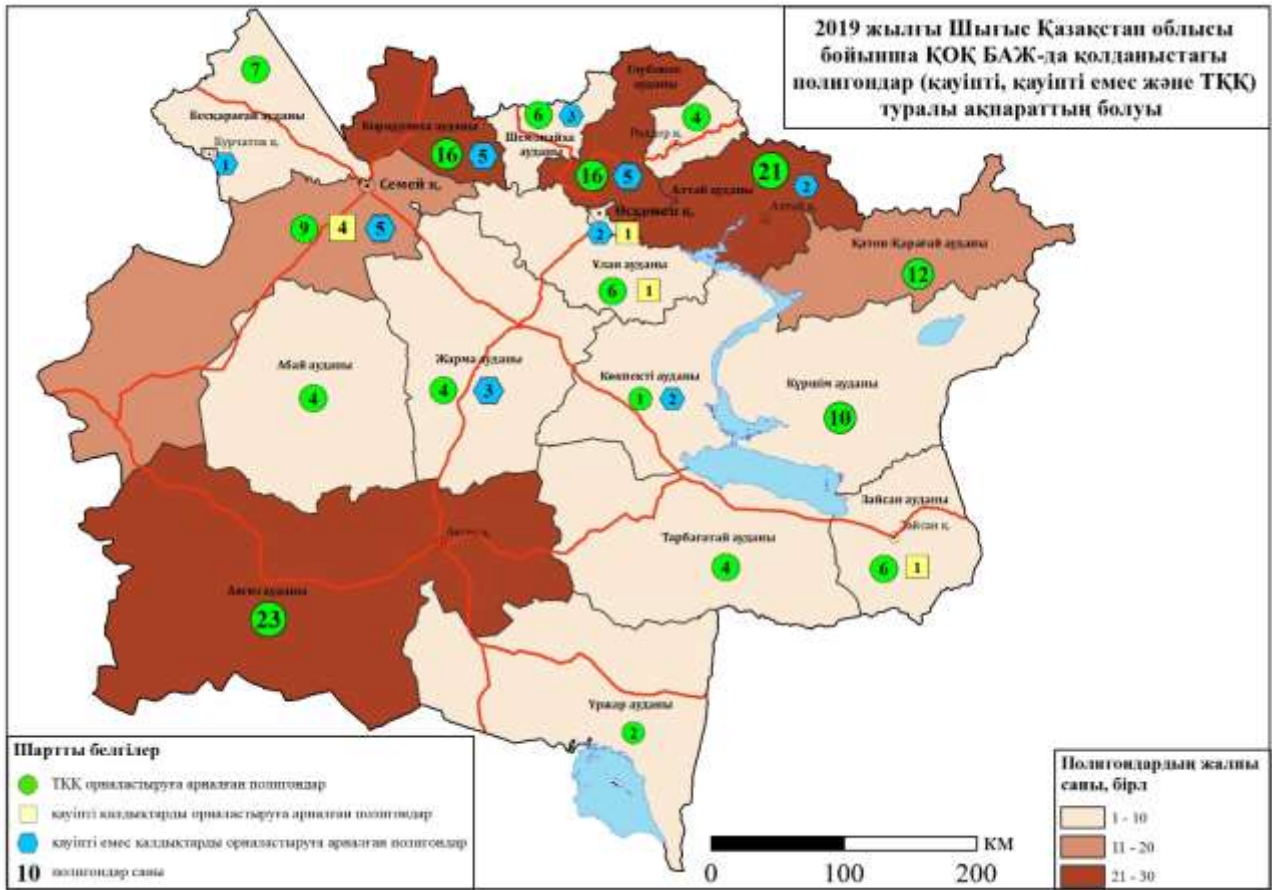 2019 жылғы Шығыс Қазақстан облысы
бойынша ҚОҚ БАЖ-да қолданыстағы
полигондар (қауіпті, қауіпті емес және ТҚҚ)
туралы ақпараттың болуы
7
Бесқарағай ауданы
Курчатов қ.
1
Бородулиха ауданы
16 5
6 3
Шемонаиха
ауданы
Глубокое
ауданы
Риддер қ.
4
16 5
21
Алтай ауданы
2
Алтай қ.
Семей қ.
9 4 5
Өскемен қ.
2 1
Ұлан ауданы
6 1
Қатон Қарағай ауданы
12
Абай ауданы
4
Жарма ауданы
4 3
Көкпекті ауданы
1 2
Күршім ауданы
10
Зайсан ауданы
Зайсан қ.
6 1
Тарбағатай ауданы
4
Аягөз қ.
Аягөз ауданы
23
Үржар ауданы
2
Шартты белгілер
ТҚҚ орналастыруға арналған полигондар
қауіпті қалдықтарды орналастыруға арналған полигондар
қауіпті емес қалдықтарды орналастыруға арналған полигондар
10 полигондар саны
КМ
0 100 200
Полигондардың жалпы
саны, бірл
1 - 10
11 - 20
21 - 30